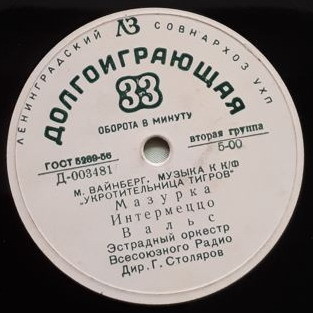 ЛЕНИНГРАДСКИЙ ЛЗ СОВНАРХОЗ УХП
ДОЛГОИГРАЮЩАЯ
33
ОБОРОТА В МИНУТУ
ГОСТ 5289-56
вторая группа
Д-003481
5-00
М. ВАЙНБЕРГ. МУЗЫКА К К/Ф
"УКРОТИТЕЛЬНИЦА ТИГРОВ"
Мазурка
Интермеццо
Вальс
Эстрадный оркестр
Всесоюзного Радио
Дир. Г. Столяров